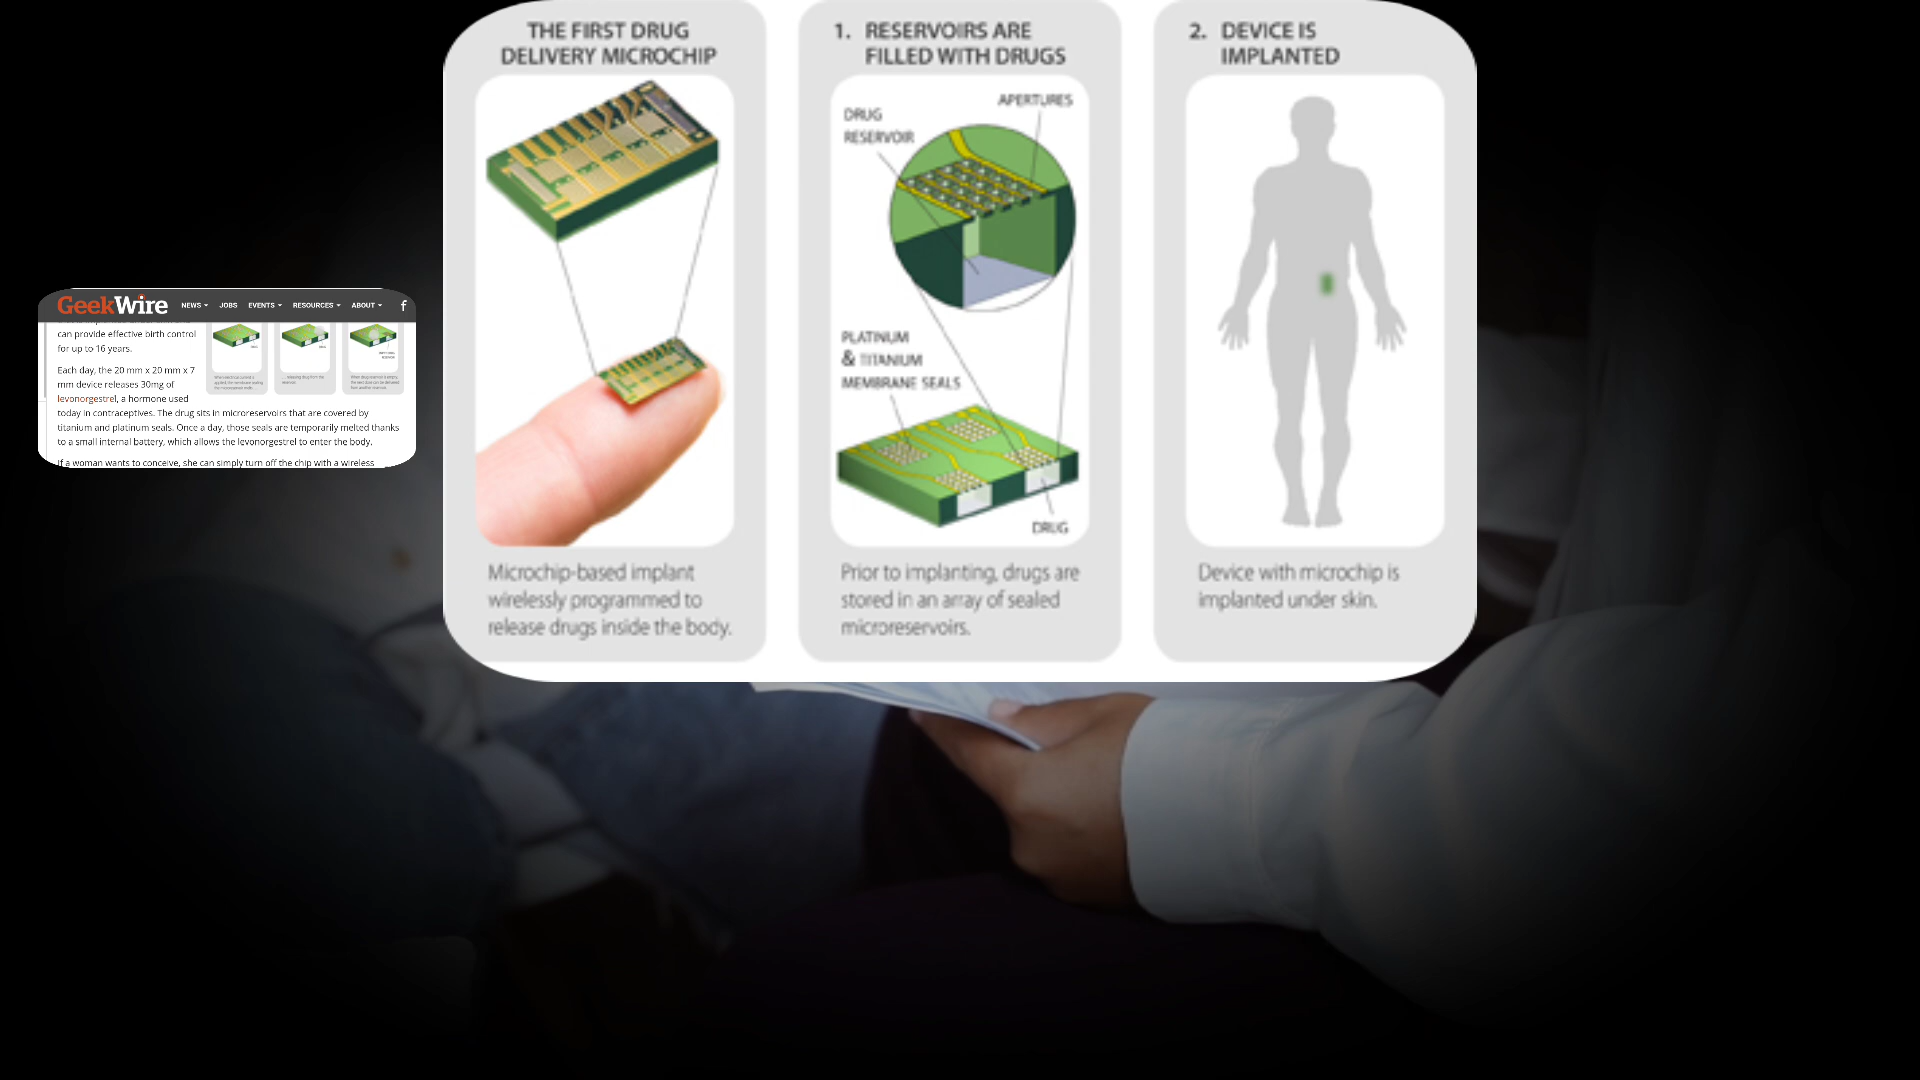 THE FIRST DRUG
DELIVERY MICROCHIP
Microchip-based implant
wirelessly programmed to
release drugs inside the body.
1. RESERVOIRS ARE
FILLED WITH DRUGS
APERTURES
DRUG
RESERVOIR
PLATINUM
& TITANIUM
MEMBRANE SEALS
DRUG
Prior to implanting, drugs are
stored in an array of sealed
microreservoirs.
2. DEVICE IS
IMPLANTED
Device with microchip is
implanted under skin.
GeekWire NEWS JOBS EVENTS RESOURCES ABOUT f
can provide effective birth control
for up to 16 years.
Each day, the 20 mm x 20 mm x 7
mm device releases 30mg of
levonorgestrel, a hormone used
today in contraceptives. The drug sits in microreservoirs that are covered by
titanium and platinum seals. Once a day, those seals are temporarily melted thanks
to a small internal battery, which allows the levonorgestrel to enter the body.
If a woman wants to conceive, she can simply turn off the chip with a wireless